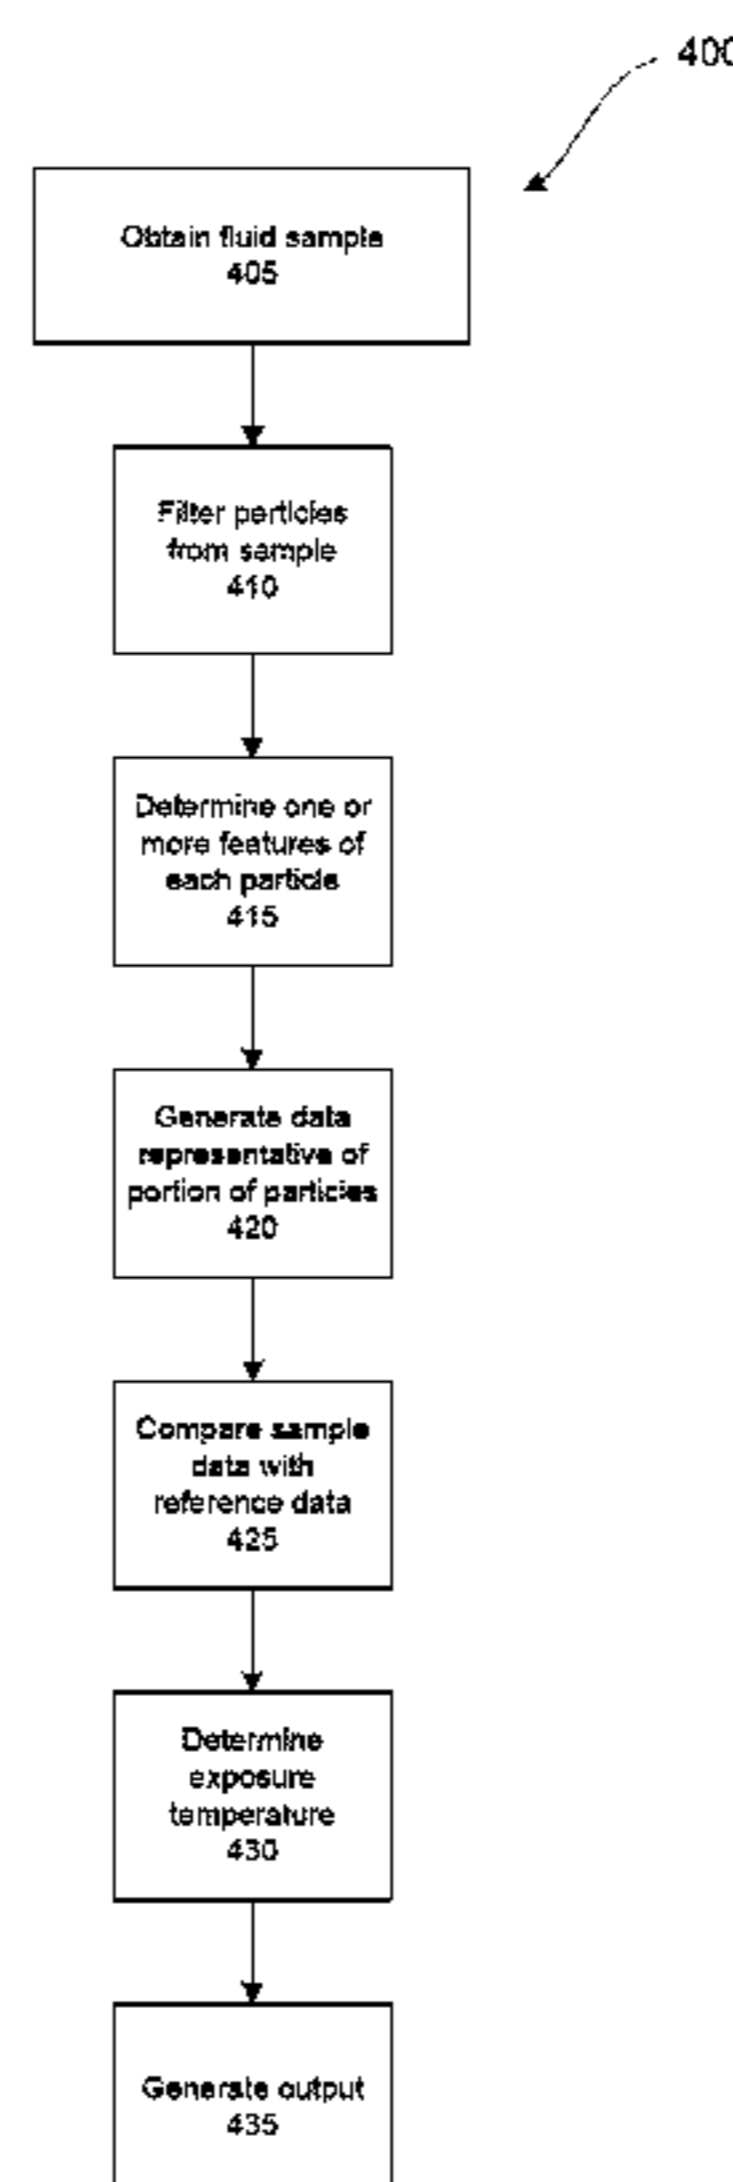 400
Obtain fluid sample
405
Filter particles
from sample
410
Determine one or
more features of
each particle
415
Generate data
representative of
portion of particles
420
Compare sample
data with
reference data
425
Determine
exposure
temperature
430
Generate output
435